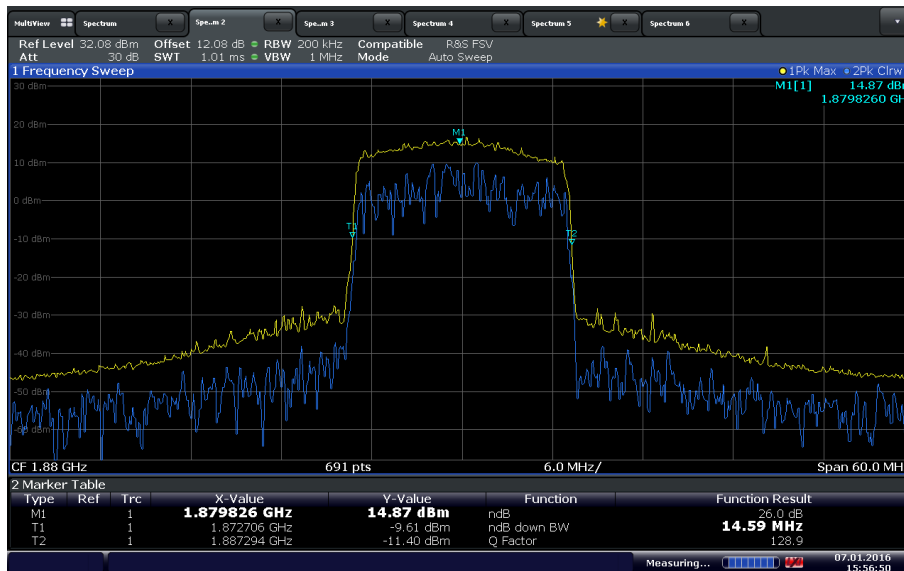 MultiView Spectrum X Spe...m 2 X Spe...m 3 X Spectrum 4 X Spectrum 5 X Spectrum 6 X
Ref Level 32.08 dBm Offset 12.08 dB RBW 200 kHz Compatible R&S FSV
Att 30 dB SWT 1.01 ms VBW 1 MHz Mode Auto Sweep
1 Frequency Sweep 1Pk Max 2Pk Clrw
M1[1] 14.87 dBm
1.8798260 GH
30 dBm
20 dBm
M1
10 dBm
0 dBm
-10 dBm
T1
T2
-20 dBm
-30 dBm
-40 dBm
-50 dBm
-60 dBm
CF 1.88 GHz 691 pts 6.0 MHz/ Span 60.0 MH
2 Marker Table
Type Ref Trc X-Value Y-Value Function Function Result
M1 1 1.879826 GHz 14.87 dBm ndB 26.0 dB
T1 1 1.872706 GHz -9.61 dBm ndB down BW 14.59 MHz
T2 1 1.887294 GHz -11.40 dBm Q Factor 128.9
Measuring... 07.01.2016
15:56:50